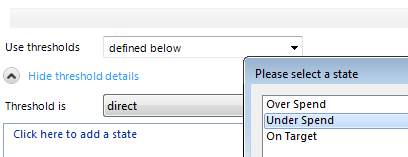 Use thresholds defined below
Hide threshold details
Threshold is direct
Click here to add a state
Please select a state
Over Spend
Under Spend
On Target